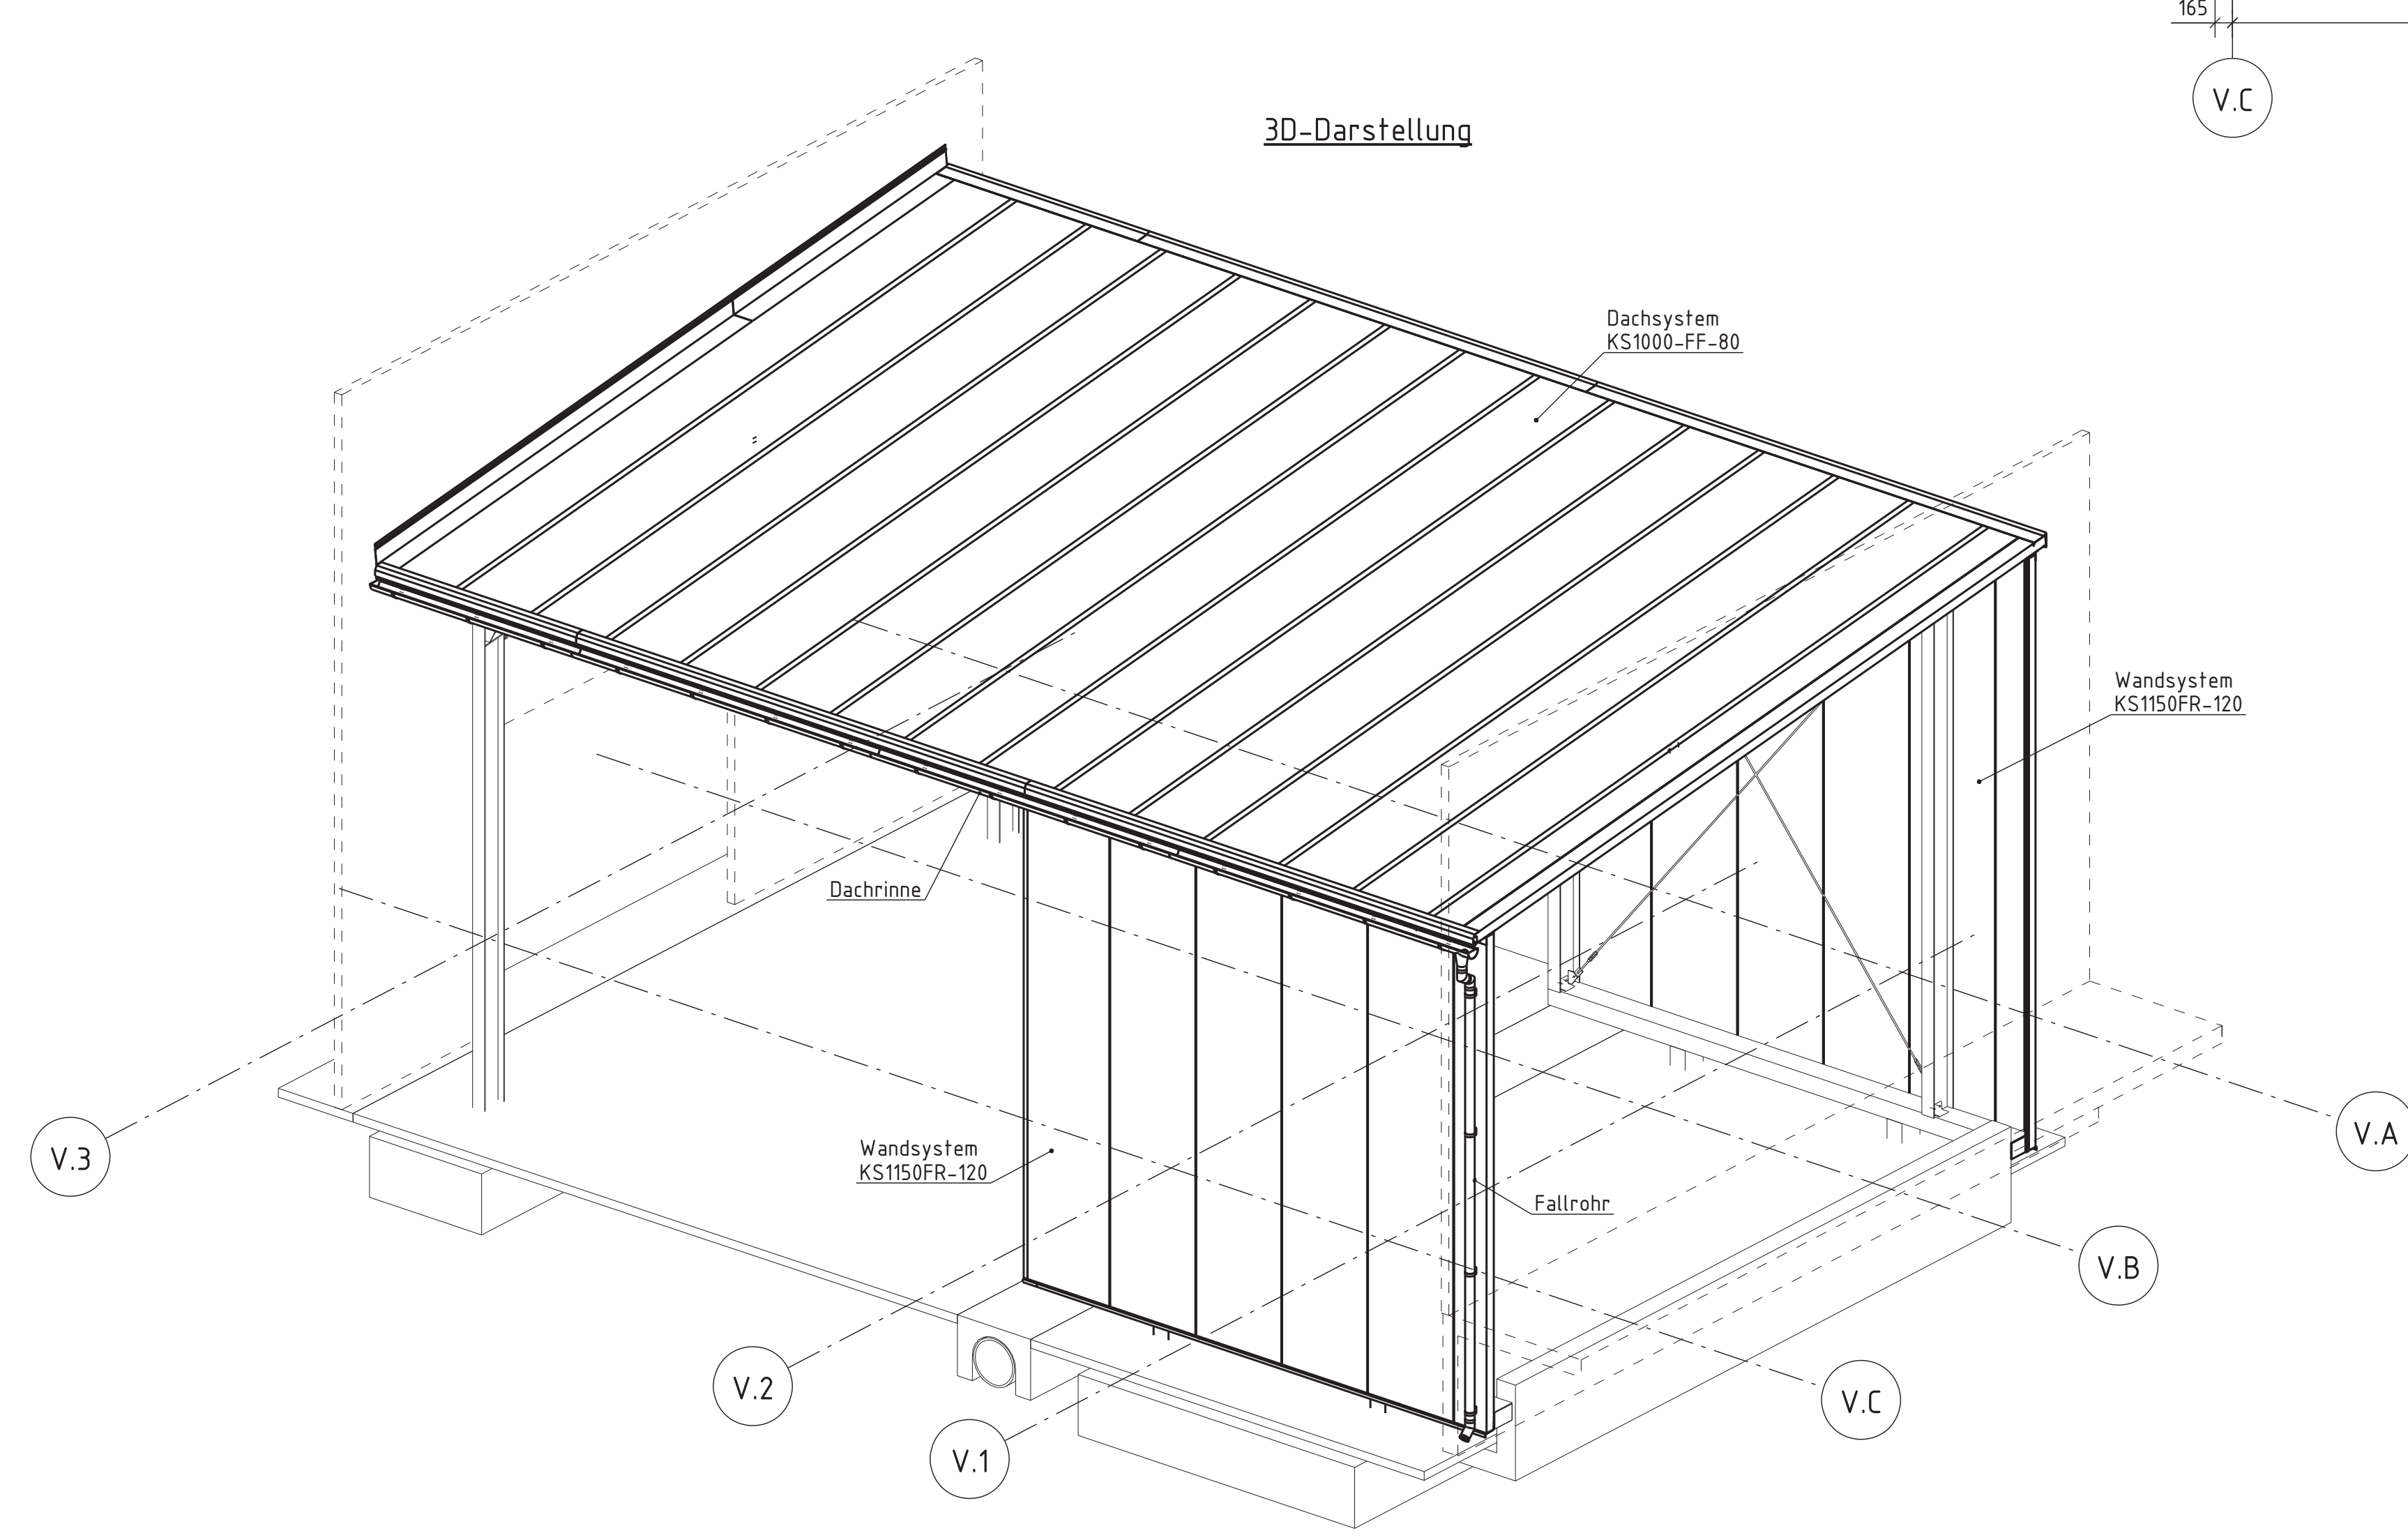 165
V.C
3D-Darstellung
Dachsystem
KS1000-FF-80
Wandsystem
KS1150FR-120
Dachrinne
Wandsystem
KS1150FR-120
Fallrohr
V.3
V.A
V.B
V.2
V.C
V.1